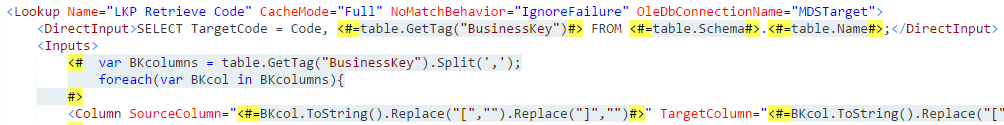 <Lookup Name="LKP Retrieve Code" CacheMode="Full" NoMatchBehavior="IgnoreFailure" OleDbConnectionName="MDSTarget">
<DirectInput>SELECT TargetCode = Code, <#=table.GetTag("BusinessKey")#> FROM <#=table.Schema#>.<#=table.Name#>;</DirectInput>
<Inputs>
<# var BKcolumns = table.GetTag("BusinessKey").Split(',');
foreach(var BKcol in BKcolumns){
#>
<Column SourceColumn="<#=BKcol.ToString().Replace("[","").Replace("]","")#>" TargetColumn="<#=BKcol.ToString().Replace("["